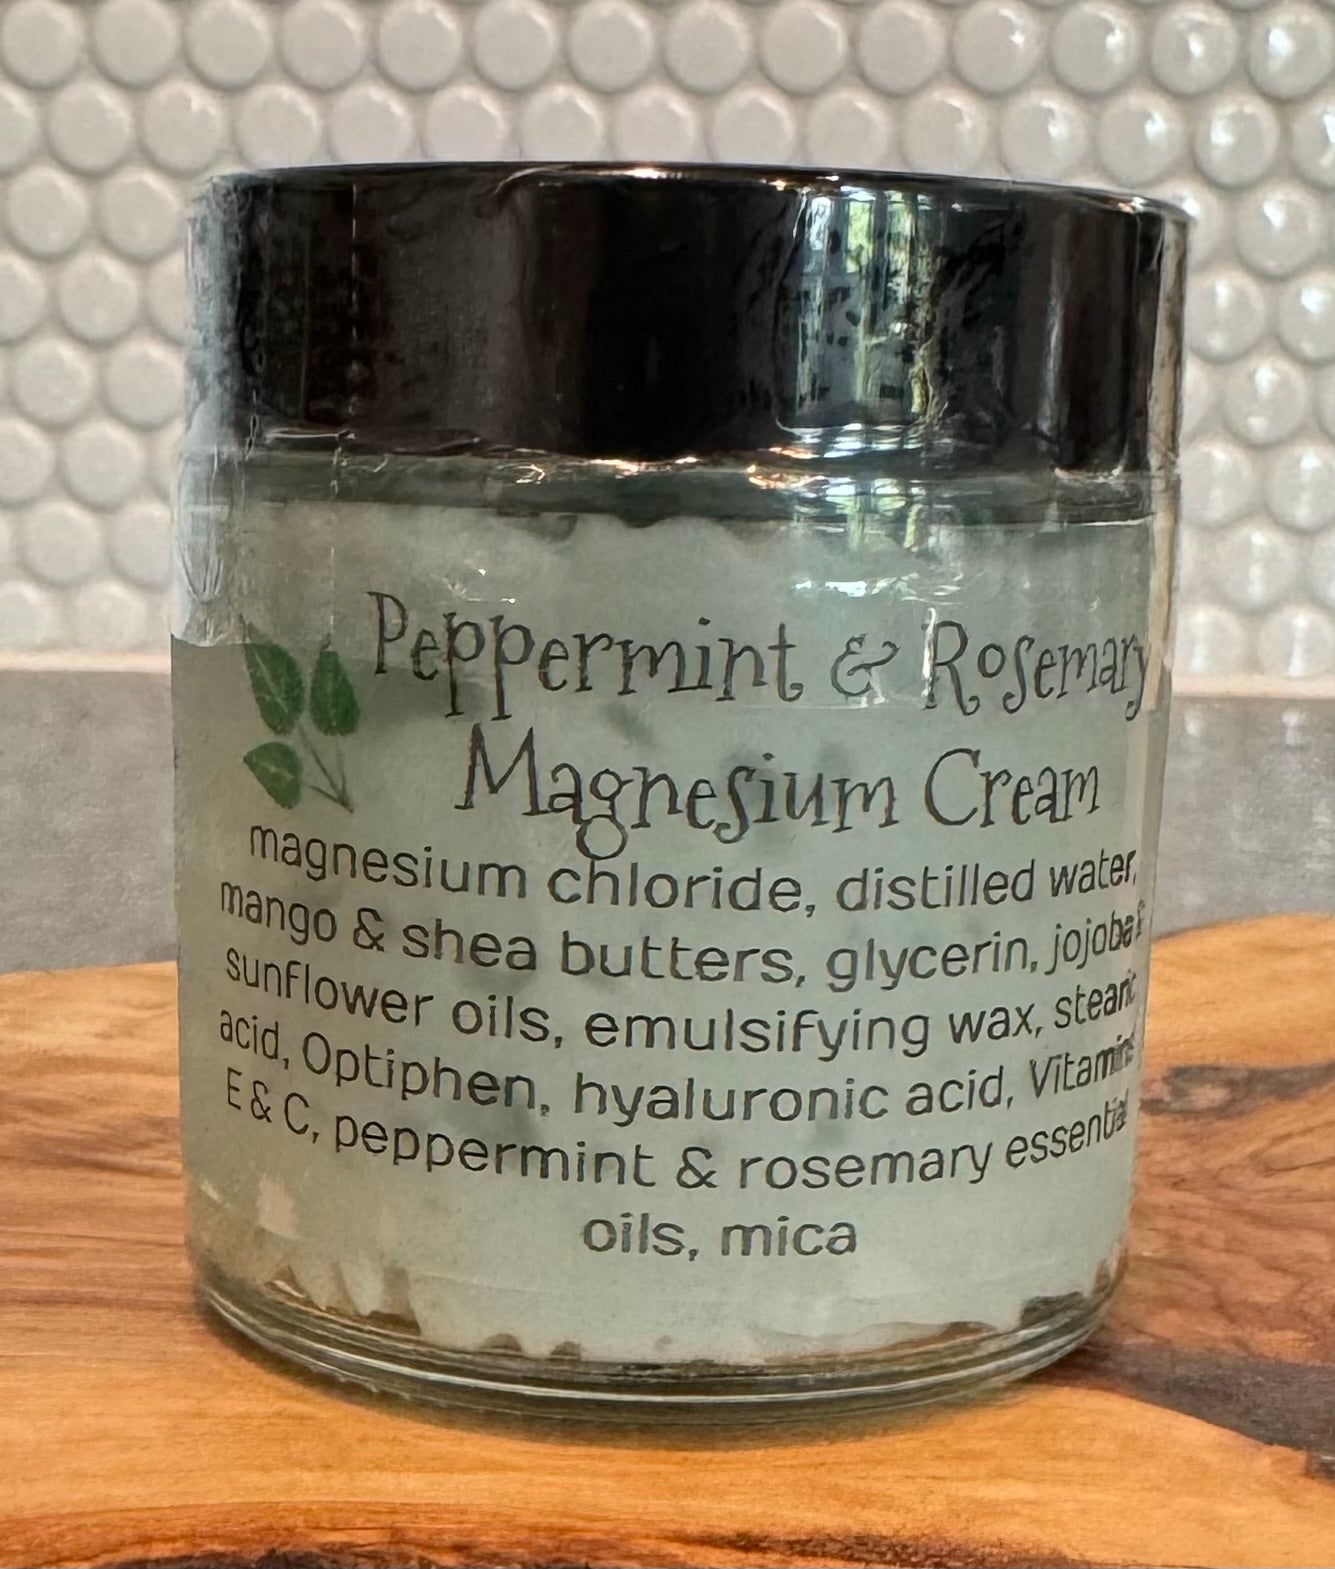 Peppermint & Rosemary
Magnesium Cream
magnesium chloride, distilled water,
mango & shea butters, glycerin, jojoba &
sunflower oils, emulsifying wax, stearic
acid, Optiphen, hyaluronic acid, Vitamins
E & C, peppermint & rosemary essential
oils, mica